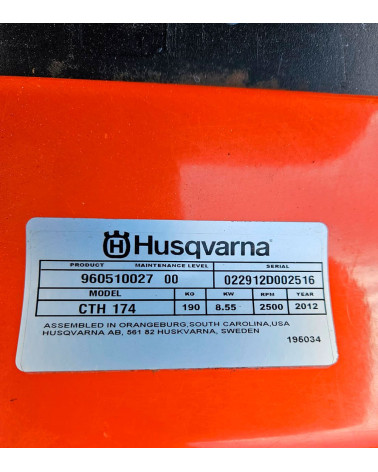 Husqvarna
PRODUCT MAINTENANCE LEVEL SERIAL
960510027 00 022912D002516
MODEL KG KW RPM YEAR
CTH 174 190 8.55 2500 2012
ASSEMBLED IN ORANGEBURG,SOUTH CAROLINA,USA
HUSQVARNA AB, 561 82 HUSKVARNA, SWEDEN
195034